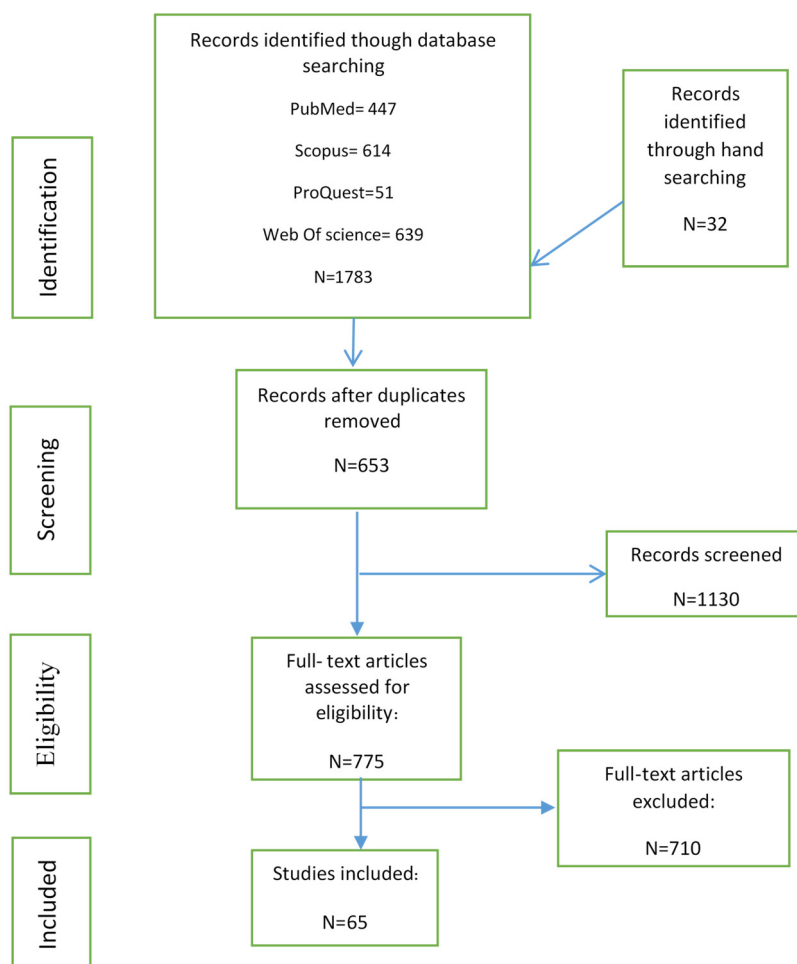 Records identified though database
searching
PubMed= 447
Scopus= 614
ProQuest=51
Web Of science= 639
N=1783
Records
identified
through hand
searching
N=32
Identification
Records after duplicates
removed
N=653
Screening
Records screened
N=1130
Full- text articles
assessed for
eligibility:
N=775
Eligibility
Full-text articles
excluded:
N=710
Studies included:
N=65
Included